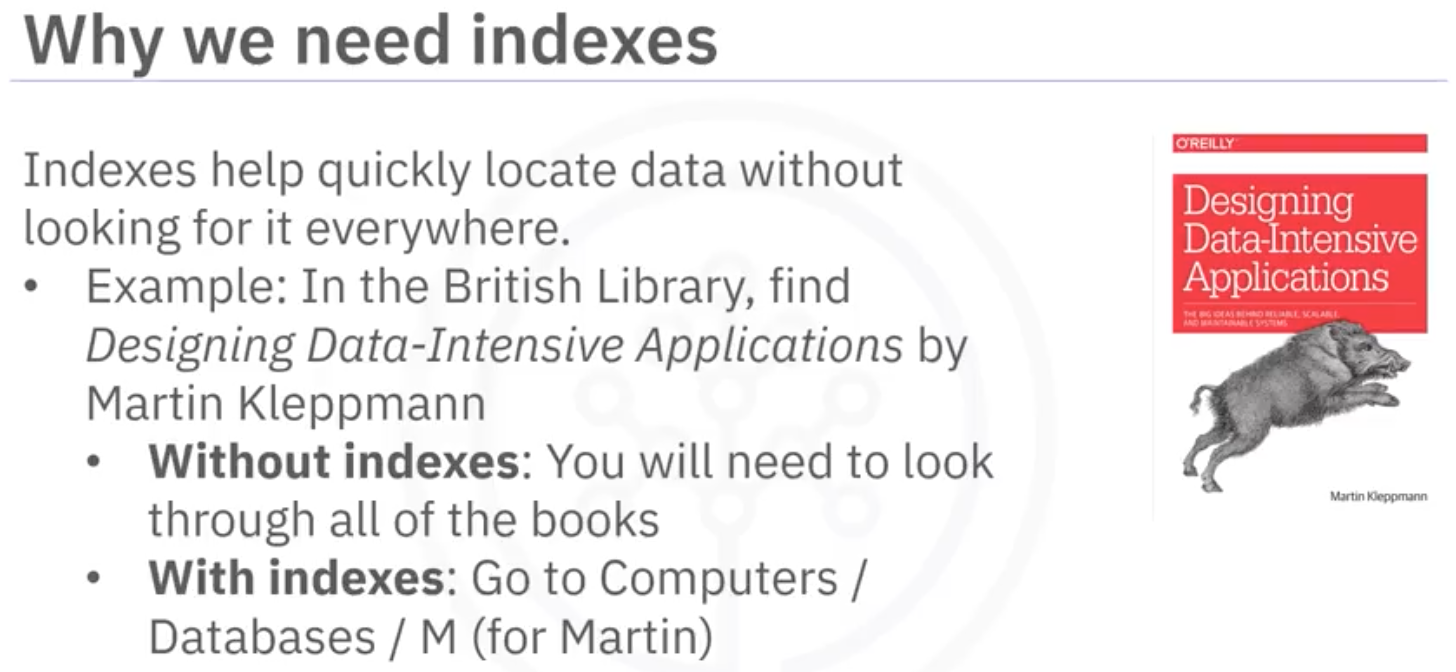 Why we need indexes
Indexes help quickly locate data without
looking for it everywhere.
• Example: In the British Library, find
Designing Data-Intensive Applications by
Martin Kleppmann
• Without indexes: You will need to look
through all of the books
• With indexes: Go to Computers /
Databases / M (for Martin)
O'REILLY
Designing
Data-Intensive
Applications
THE BIG IDEAS BEHIND RELIABLE, SCALABLE,
AND MAINTAINABLE SYSTEMS
Martin Kleppmann